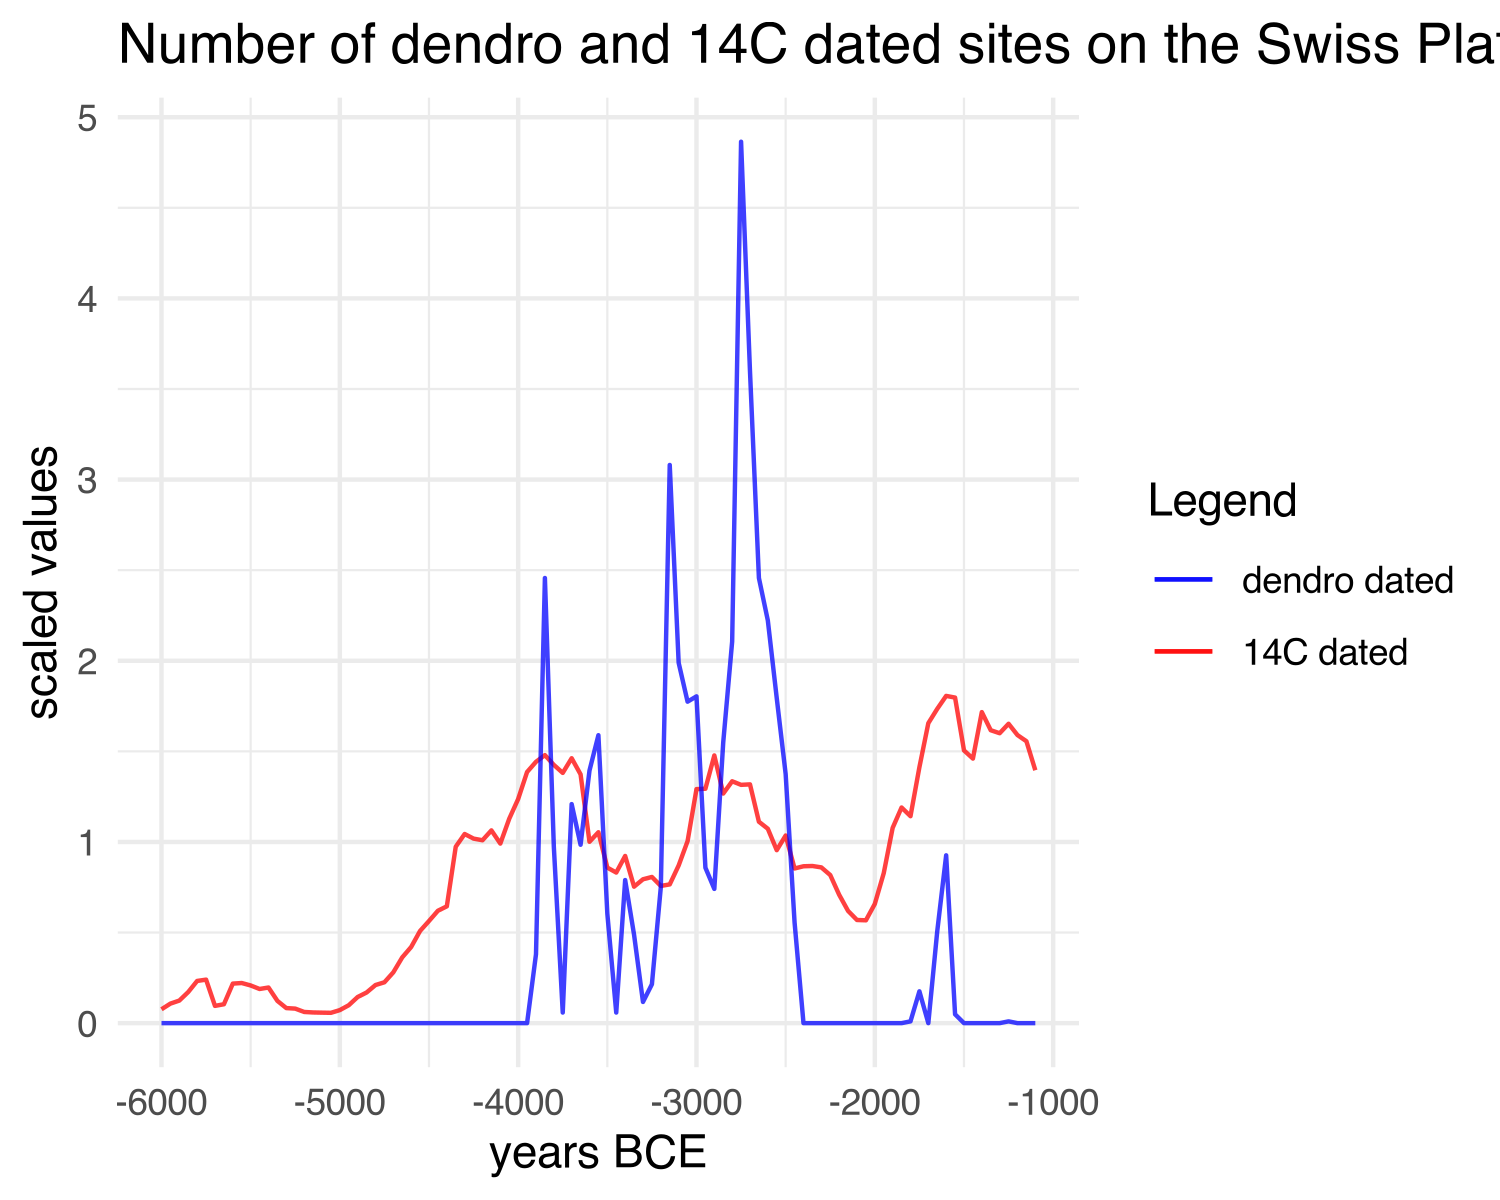 Number of dendro and 14C dated sites on the Swiss Plat
5
4
3
2
1
0
scaled values
-6000 -5000 -4000 -3000 -2000 -1000
years BCE
Legend
dendro dated
14C dated